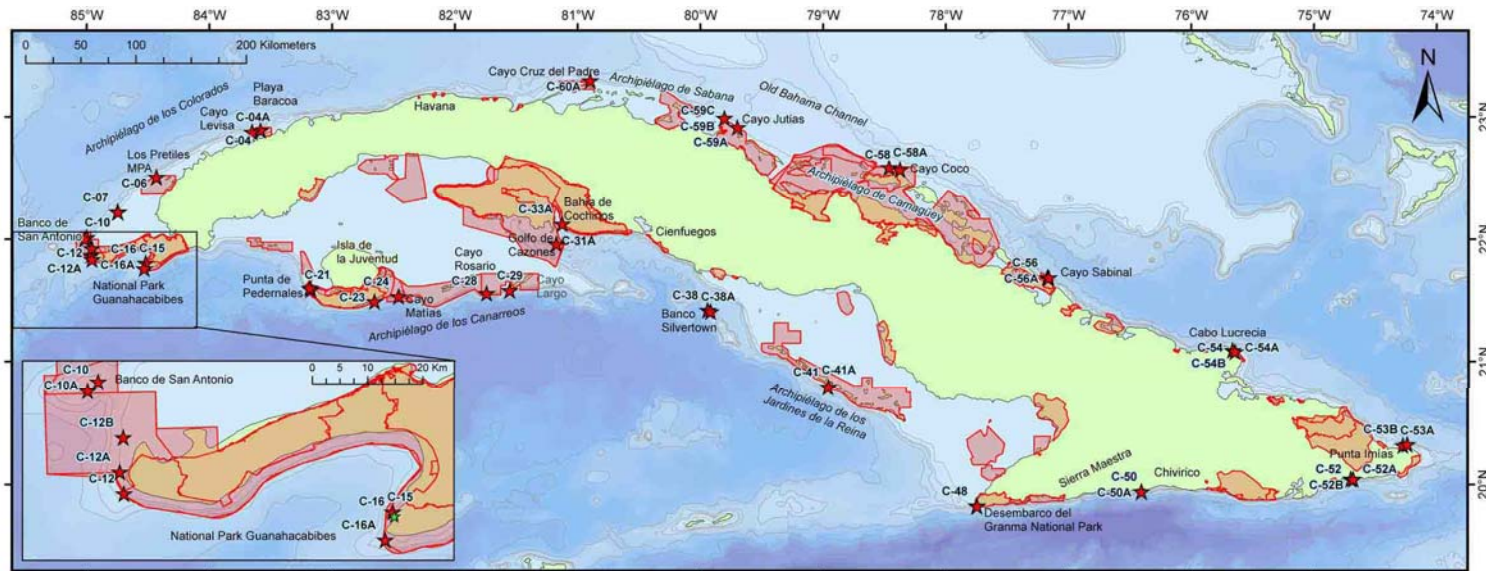 85°W 84°W 83°W 82°W 81°W 80°W 79°W 78°W 77°W 76°W 75°W 74°W
0 50 100 200 Kilometers
N
23°N
22°N
21°N
20°N
Archipiélago de los Colorados
Playa
Baracoa
C-04A
Cayo
Levisa
C-04
Havana
Cayo Cruz del Padre
C-60A
Archipiélago de Sabana
Old Bahama Channel
C-59C
C-59B
C-59A
Cayo Jutias
C-58 C-58A
Cayo Coco
Archipiélago de Camagüey
Los Pretiles
MPA
C-06
C-07
C-10
Banco de
San Antonio
C-12
C-12A
C-16 C-15
C-16A
National Park
Guanahacabibes
Isla de
la Juventud
C-21
Punta de
Pedernales
C-24
C-23
Cayo
Matías
Archipiélago de los Canarreos
Cayo
Rosario
C-28
C-29
Cayo
Largo
C-33A
Bahía de
Cochinos
C-31A
Golfo de
Cazones
Cienfuegos
C-38 C-38A
Banco
Silvertown
C-56
C-56A
Cayo Sabinal
Cabo Lucrecia
C-54 C-54A
C-54B
C-41 C-41A
Archipiélago de los
Jardines de la Reina
C-53B C-53A
Punta Imías
C-52 C-52A
C-52B
Sierra Maestra
C-50
C-50A
Chivirico
C-48
Desembarco del
Granma National Park
0 5 10 20 Km
C-10
C-10A
Banco de San Antonio
C-12B
C-12A
C-12
C-16 C-15
C-16A
National Park Guanahacabibes